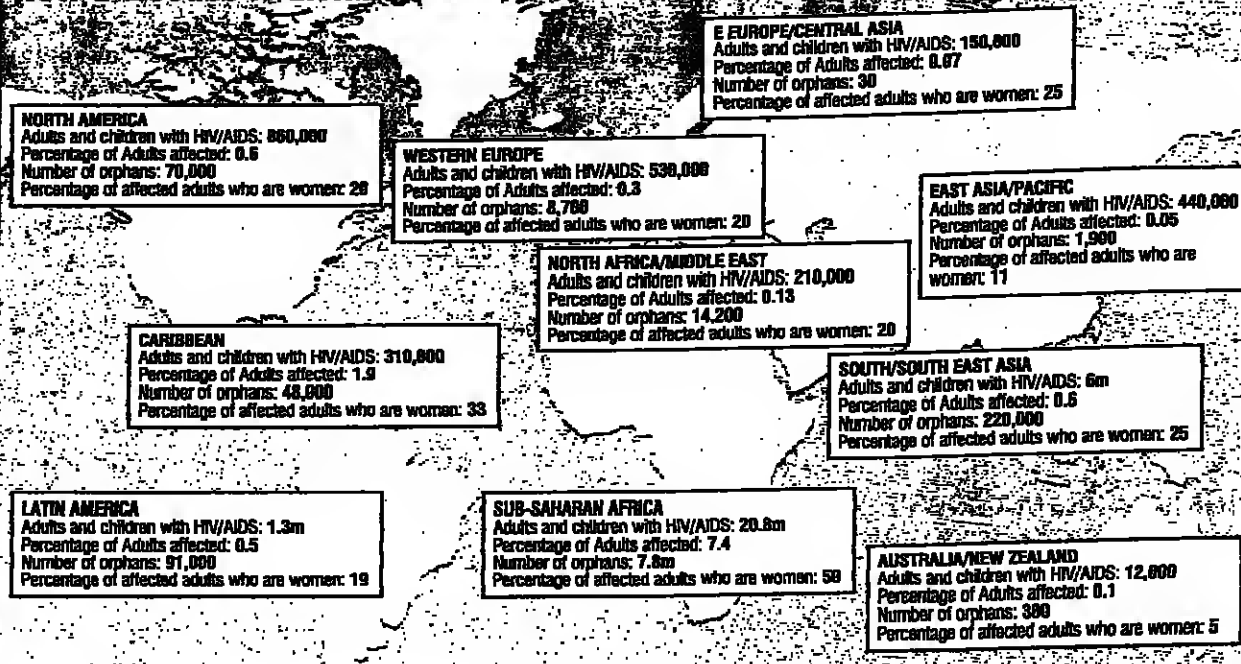 E EUROPE/CENTRAL ASIA
Adults and children with HIV/AIDS: 150,000
Percentage of Adults affected: 0.07
Number of orphans: 30
Percentage of affected adults who are women: 25
NORTH AMERICA
Adults and children with HIV/AIDS: 860,000
Percentage of Adults affected: 0.6
Number of orphans: 70,000
Percentage of affected adults who are women: 20
WESTERN EUROPE
Adults and children with HIV/AIDS: 530,000
Percentage of Adults affected: 0.3
Number of orphans: 8,700
Percentage of affected adults who are women: 20
EAST ASIA/PACIFIC
Adults and children with HIV/AIDS: 440,000
Percentage of Adults affected: 0.05
Number of orphans: 1,900
Percentage of affected adults who are
women: 11
NORTH AFRICA/MIDDLE EAST
Adults and children with HIV/AIDS: 210,000
Percentage of Adults affected: 0.13
Number of orphans: 14.200
Percentage of affected adults who are women: 20
CARIBBEAN
Adults and children with HIV/AIDS: 310,000
Percentage of Adults affected: 1.9
Number of orphans: 48,000
Percentage of affected adults who are women: 33
SOUTH/SOUTH EAST ASIA
Adults and children with HIV/AIDS: 6m
Percentage of Adults affected: 0.6
Number of orphans: 220,000
Percentage of affected adults who are women: 25
LATIN AMERICA
Adults and children with HIV/AIDS: 1.3m
Percentage of Adults affected: 0.5
Number of orphans: 91,000
Percentage of affected adults who are women: 19
SUB-SAHARAN AFRICA
Adults and children with HIV/AIDS: 20.8m
Percentage of Adults affected: 7.4
Number of orphans: 7.8m
Percentage of affected adults who are women: 50
AUSTRALIA/NEW ZEALAND
Adults and children with HIV/AIDS: 12,000
Percentage of Adults affected: 0.1
Number of orphans: 380
Percentage of affected adults who are women: 5